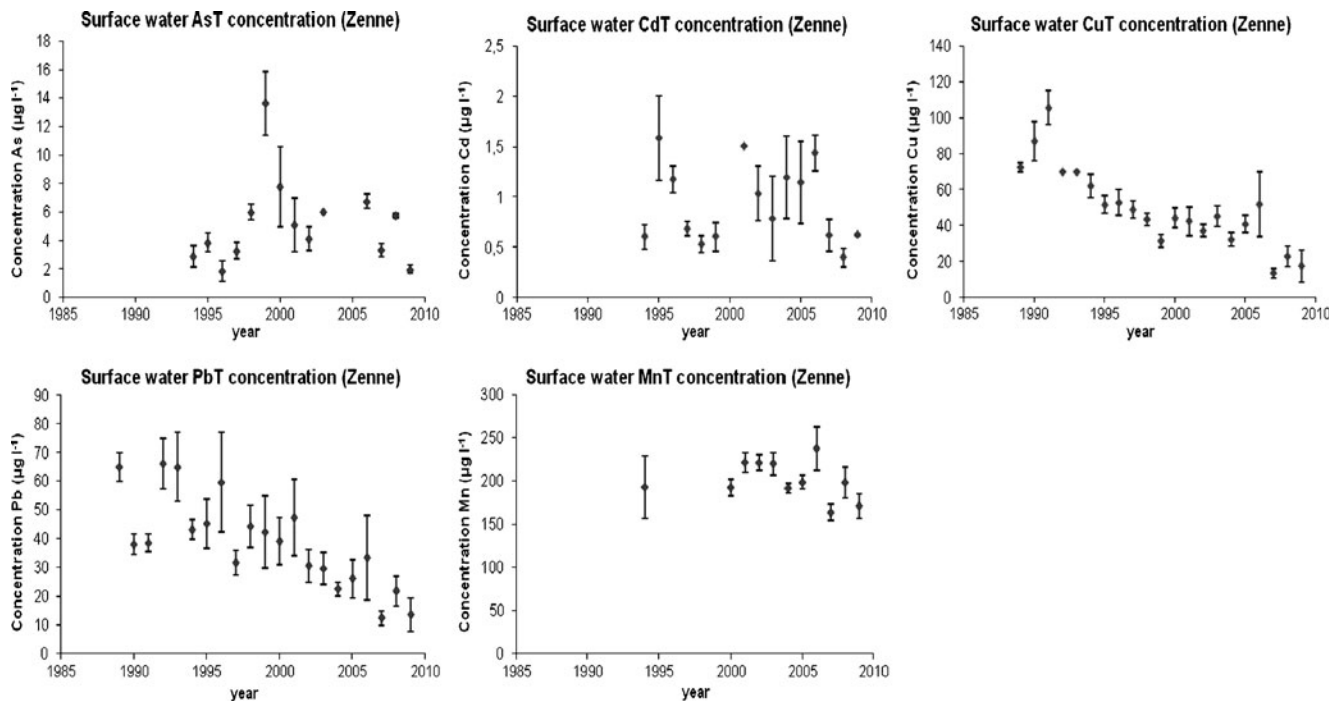 Surface water AsT concentration (Zenne)
Concentration As (µg l⁻¹)
18
16
14
12
10
8
6
4
2
0
1985 1990 1995 2000 2005 2010
year
Surface water CdT concentration (Zenne)
Concentration Cd (µg l⁻¹)
2,5
2
1,5
1
0,5
0
1985 1990 1995 2000 2005 2010
year
Surface water CuT concentration (Zenne)
Concentration Cu (µg l⁻¹)
140
120
100
80
60
40
20
0
1985 1990 1995 2000 2005 2010
year
Surface water PbT concentration (Zenne)
Concentration Pb (µg l⁻¹)
90
80
70
60
50
40
30
20
10
0
1985 1990 1995 2000 2005 2010
year
Surface water MnT concentration (Zenne)
Concentration Mn (µg l⁻¹)
300
250
200
150
100
50
0
1985 1990 1995 2000 2005 2010
year